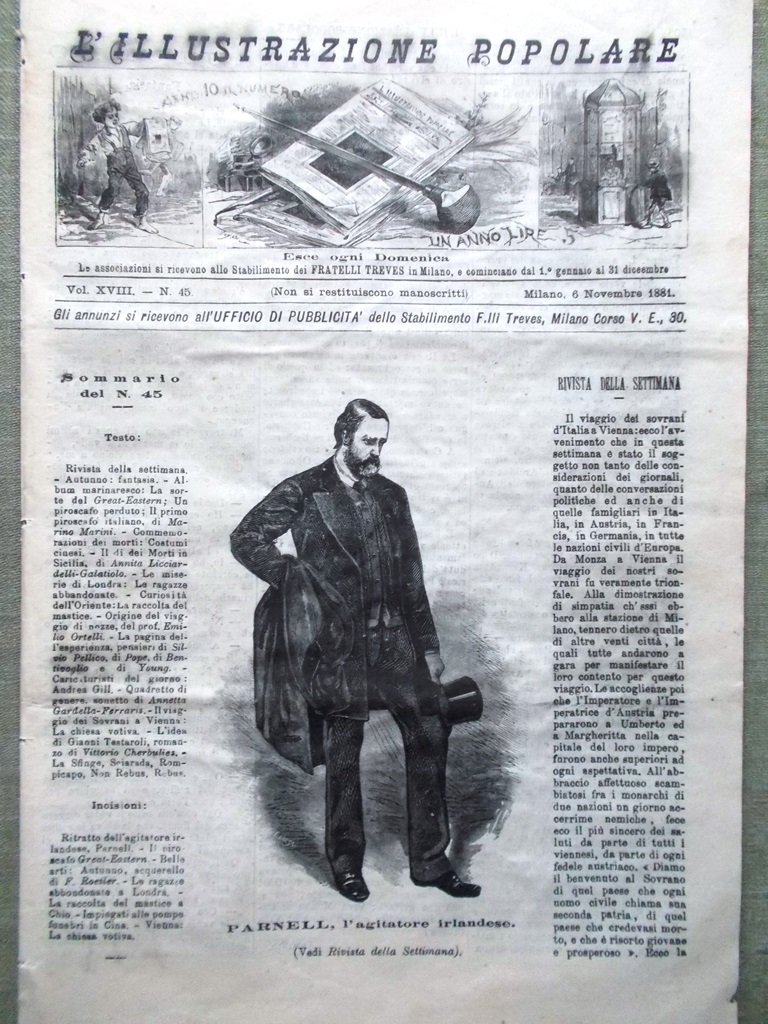 L'ILLUSTRAZIONE POPOLARE
ANNO 10 IL NUMERO
UN ANNO LIRE 5
Esce ogni Domenica
Le associazioni si ricevono allo Stabilimento dei FRATELLI TREVES in Milano, e cominciano dal 1.º gennaio al 31 dicembre
Vol. XVIII. — N. 45. (Non si restituiscono manoscritti) Milano, 6 Novembre 1881.
Gli annunzi si ricevono all'UFFICIO DI PUBBLICITA' dello Stabilimento F.lli Treves, Milano Corso V. E., 30.
Sommario
del N. 45
Testo:
Rivista della settimana.
- Autunno: fantasia. - Al-
bum marinaresco: La sor-
te del Great-Eastern; Un
piroscafo perduto; Il primo
piroscafo italiano, di Ma-
rino Marini. - Commemo-
razioni dei morti: Costumi
cinesi. - Il dì dei Morti in
Sicilia, di Annita Licciar-
delli-Galatiolo. - Le mise-
rie di Londra: Le ragazze
abbandonate. - Curiosità
dell'Oriente: La raccolta del
mastice. - Origine del viag-
gio di nozze, del prof. Emi-
lio Ortelli. - La pagina del-
l'esperienza, pensieri di Sil-
vio Pellico, di Pope, di Ben-
tivoglio e di Young. -
Caricaturisti del giorno:
Andrea Gill. - Quadretto di
genere, sonetto di Annetta
Gardella-Ferraris. - Il viag-
gio dei Sovrani a Vienna:
La chiesa votiva. - L'idea
di Gianni Testaroli, roman-
zo di Vittorio Cherbuliez. -
La Sfinge, Sciarada, Rom-
picapo, Non Rebus, Rebus.
Incisioni:
Ritratto dell'agitatore ir-
landese, Parnell. - Il piro-
scafo Great-Eastern. - Belle
arti: Autunno, acquerello
di F. Roesler. - Le ragazze
abbandonate a Londra. -
La raccolta del mastice a
Chio. - Impiegati alle pompe
funebri in Cina. - Vienna:
La chiesa votiva.
PARNELL, l'agitatore irlandese.
(Vedi Rivista della Settimana).
RIVISTA DELLA SETTIMANA
Il viaggio dei sovrani
d'Italia a Vienna: ecco l'av-
venimento che in questa
settimana è stato il sog-
getto non tanto delle con-
siderazioni dei giornali,
quanto delle conversazioni
politiche ed anche di
quelle famigliari in Ita-
lia, in Austria, in Fran-
cia, in Germania, in tutte
le nazioni civili d'Europa.
Da Monza a Vienna il
viaggio dei nostri so-
vrani fu veramente trion-
fale. Alla dimostrazione
di simpatia ch'essi eb-
bero alla stazione di Mi-
lano, tennero dietro quelle
di altre venti città, le
quali tutte andarono a
gara per manifestare il
loro contento per questo
viaggio. Le accoglienze poi
che l'Imperatore e l'Im-
peratrice d'Austria pre-
pararono a Umberto ed
a Margheritta nella ca-
pitale del loro impero,
furono anche superiori ad
ogni aspettativa. All'ab-
braccio affettuoso scam-
biatosi fra i monarchi di
due nazioni un giorno ac-
cerrime nemiche, fece
eco il più sincero dei sa-
luti da parte di tutti i
viennesi, da parte di ogni
fedele austriaco. « Diamo
il benvenuto al Sovrano
di quel paese che ogni
uomo civile chiama sua
seconda patria, di quel
paese che credevasi mor-
to, e che è risorto giovane
e prosperoso ». Ecco la